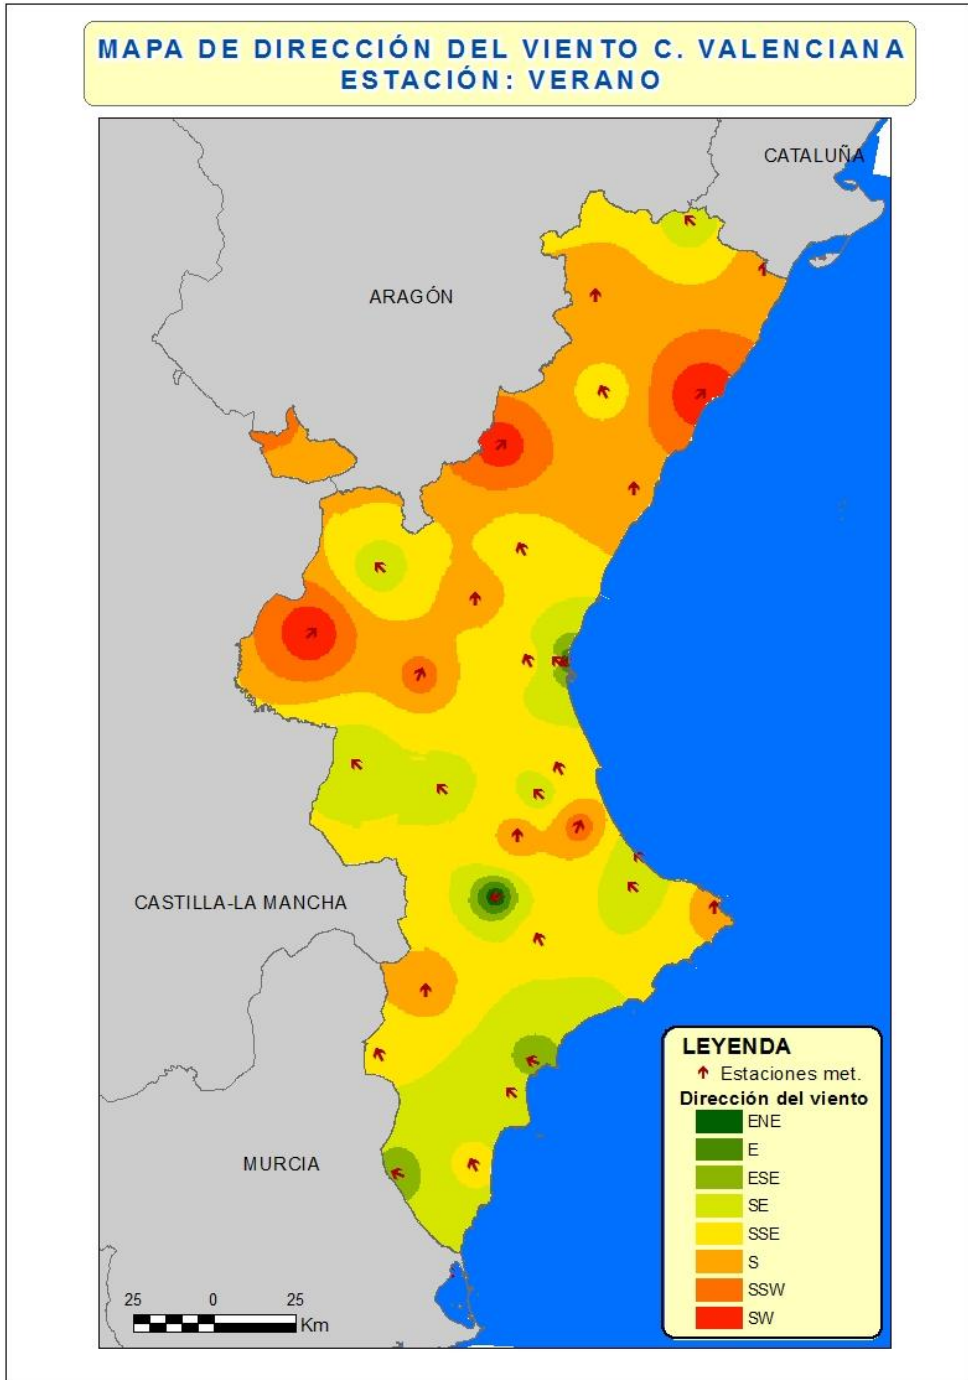 MAPA DE DIRECCIÓN DEL VIENTO C. VALENCIANA
ESTACIÓN: VERANO
CATALUÑA
ARAGÓN
CASTILLA-LA MANCHA
MURCIA
25 0 25
Km
LEYENDA
Estaciones met.
Dirección del viento
ENE
E
ESE
SE
SSE
S
SSW
SW